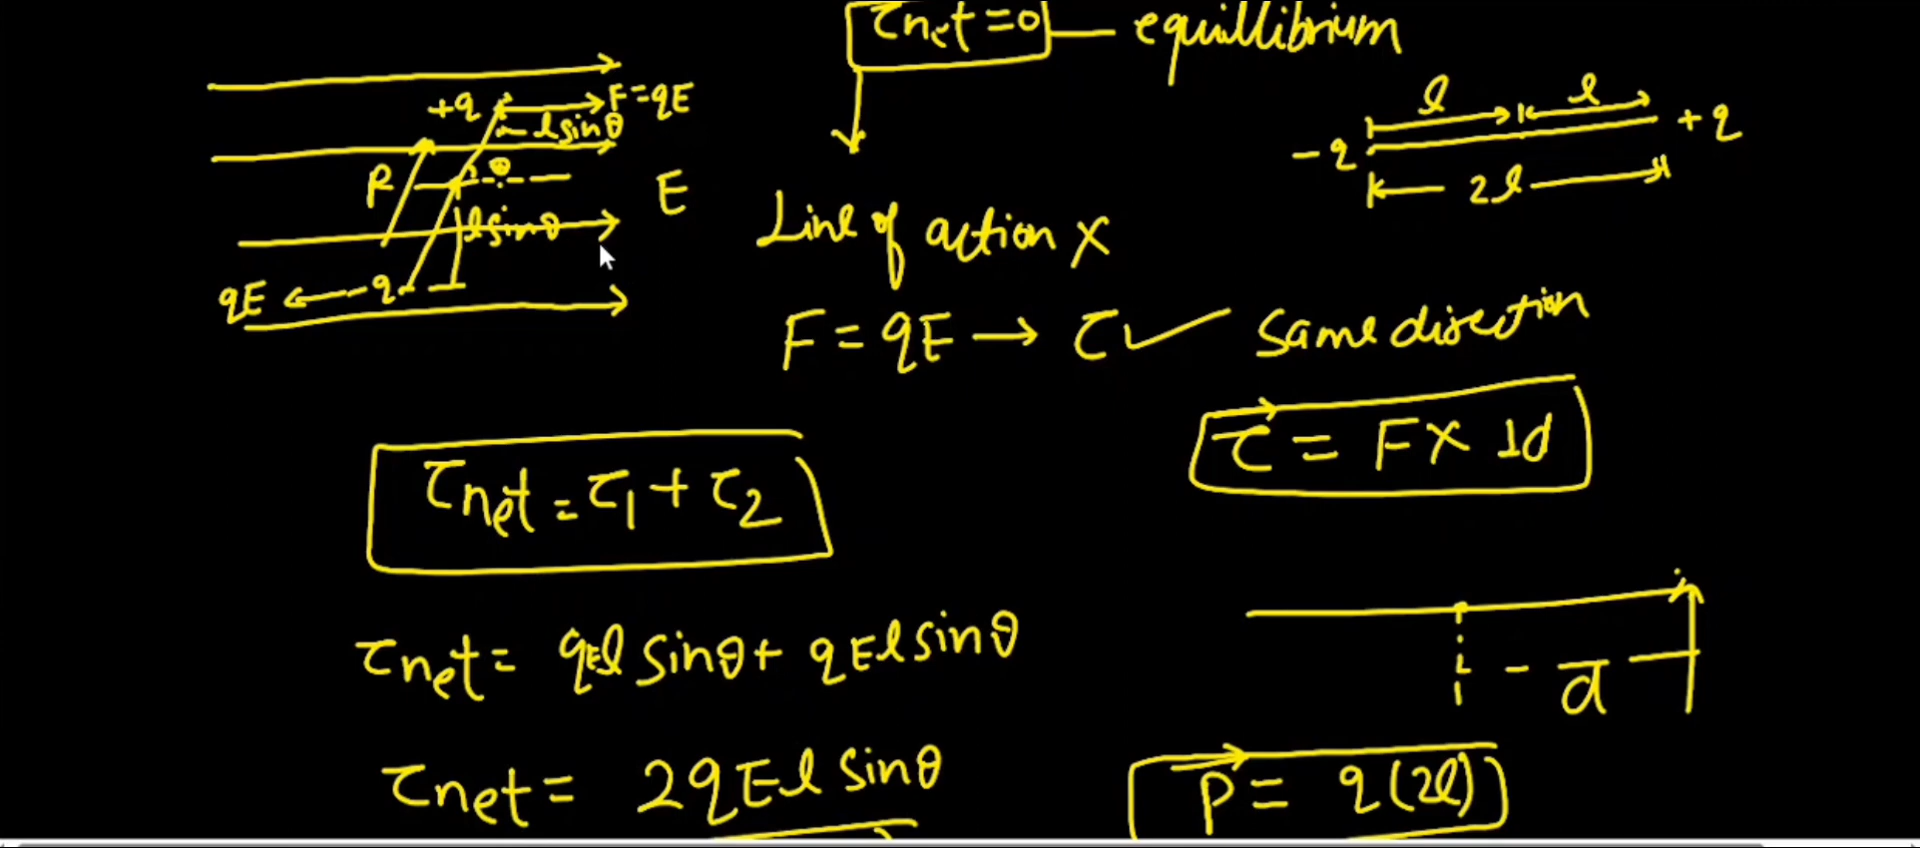 τnet = 0 — equillibrium
+q F = qE
l sinθ
l l
-q +q
2l
P θ E
l sinθ
qE -q
Line of action X
F = qE → τ ✓ Same direction
τ = F X ⊥d
τnet = τ1 + τ2
τnet = qEl sinθ + qEl sinθ
d
τnet = 2qEl sinθ
P = q(2l)